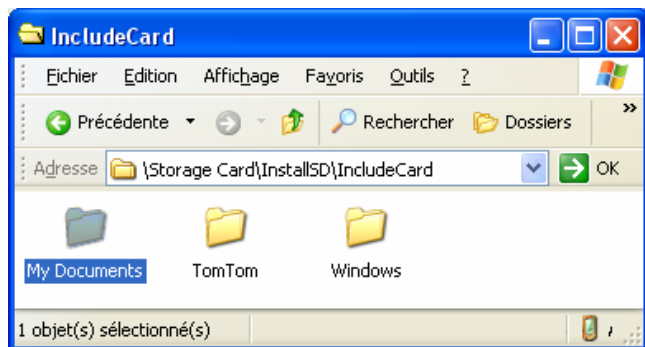 IncludeCard
Fichier Edition Affichage Favoris Outils ?
Précédente Rechercher Dossiers »
Adresse \Storage Card\InstallSD\IncludeCard OK
My Documents TomTom Windows
1 objet(s) sélectionné(s)